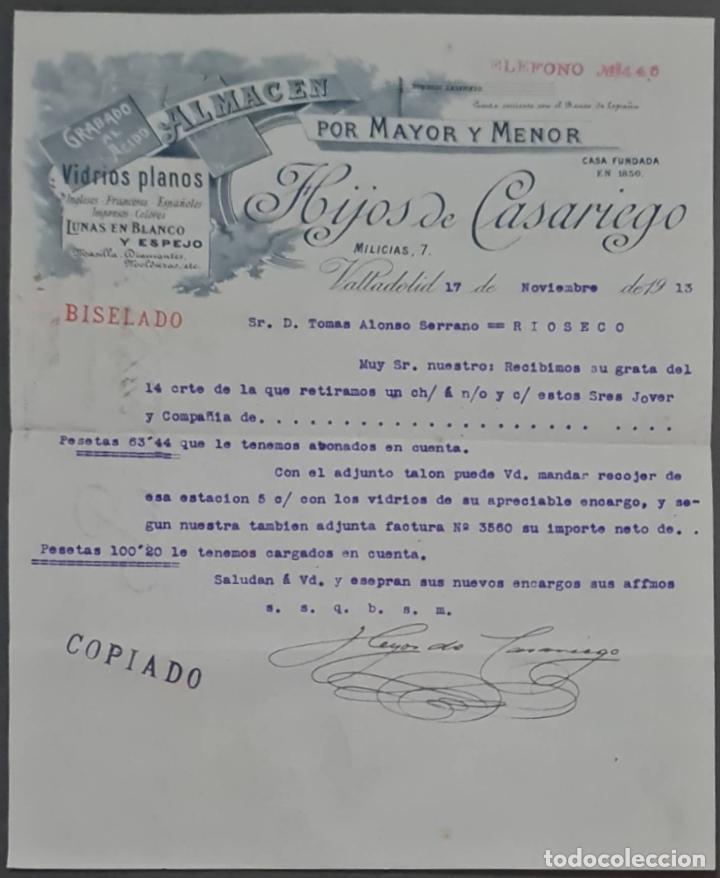 TELEFONO
Cuenta corriente con el Banco de España
GRABADO
AL
ACIDO
ALMACEN
POR MAYOR Y MENOR
CASA FUNDADA
EN 1850.
Vidrios planos
Ingleses Franceses Españoles
Impresos Colores
LUNAS EN BLANCO
Y ESPEJO
Masilla, Diamantes,
Molduras, etc.
Hijos de Casariego
MILICIAS, 7.
Valladolid 17 de Noviembre de 1913
BISELADO
Sr. D. Tomas Alonso Serrano == RIOSECO
Muy Sr. nuestro: Recibimos su grata del
14 crte de la que retiramos un ch/ á n/o y c/ estos Sres Jover
y Compañia de. . . . . . . . . . . . . . . . . . . . . . . .
Pesetas 63"44 que le tenemos abonados en cuenta.
Con el adjunto talon puede Vd. mandar recojer de
esa estacion 5 c/ con los vidrios de su apreciable encargo, y se-
gun nuestra tambien adjunta factura Nº 3560 su importe neto de. .
Pesetas 100"20 le tenemos cargados en cuenta.
Saludan á Vd. y esepran sus nuevos encargos sus affmos
s. s. q. b. s. m.
Hijos de Casariego
COPIADO
todocoleccion